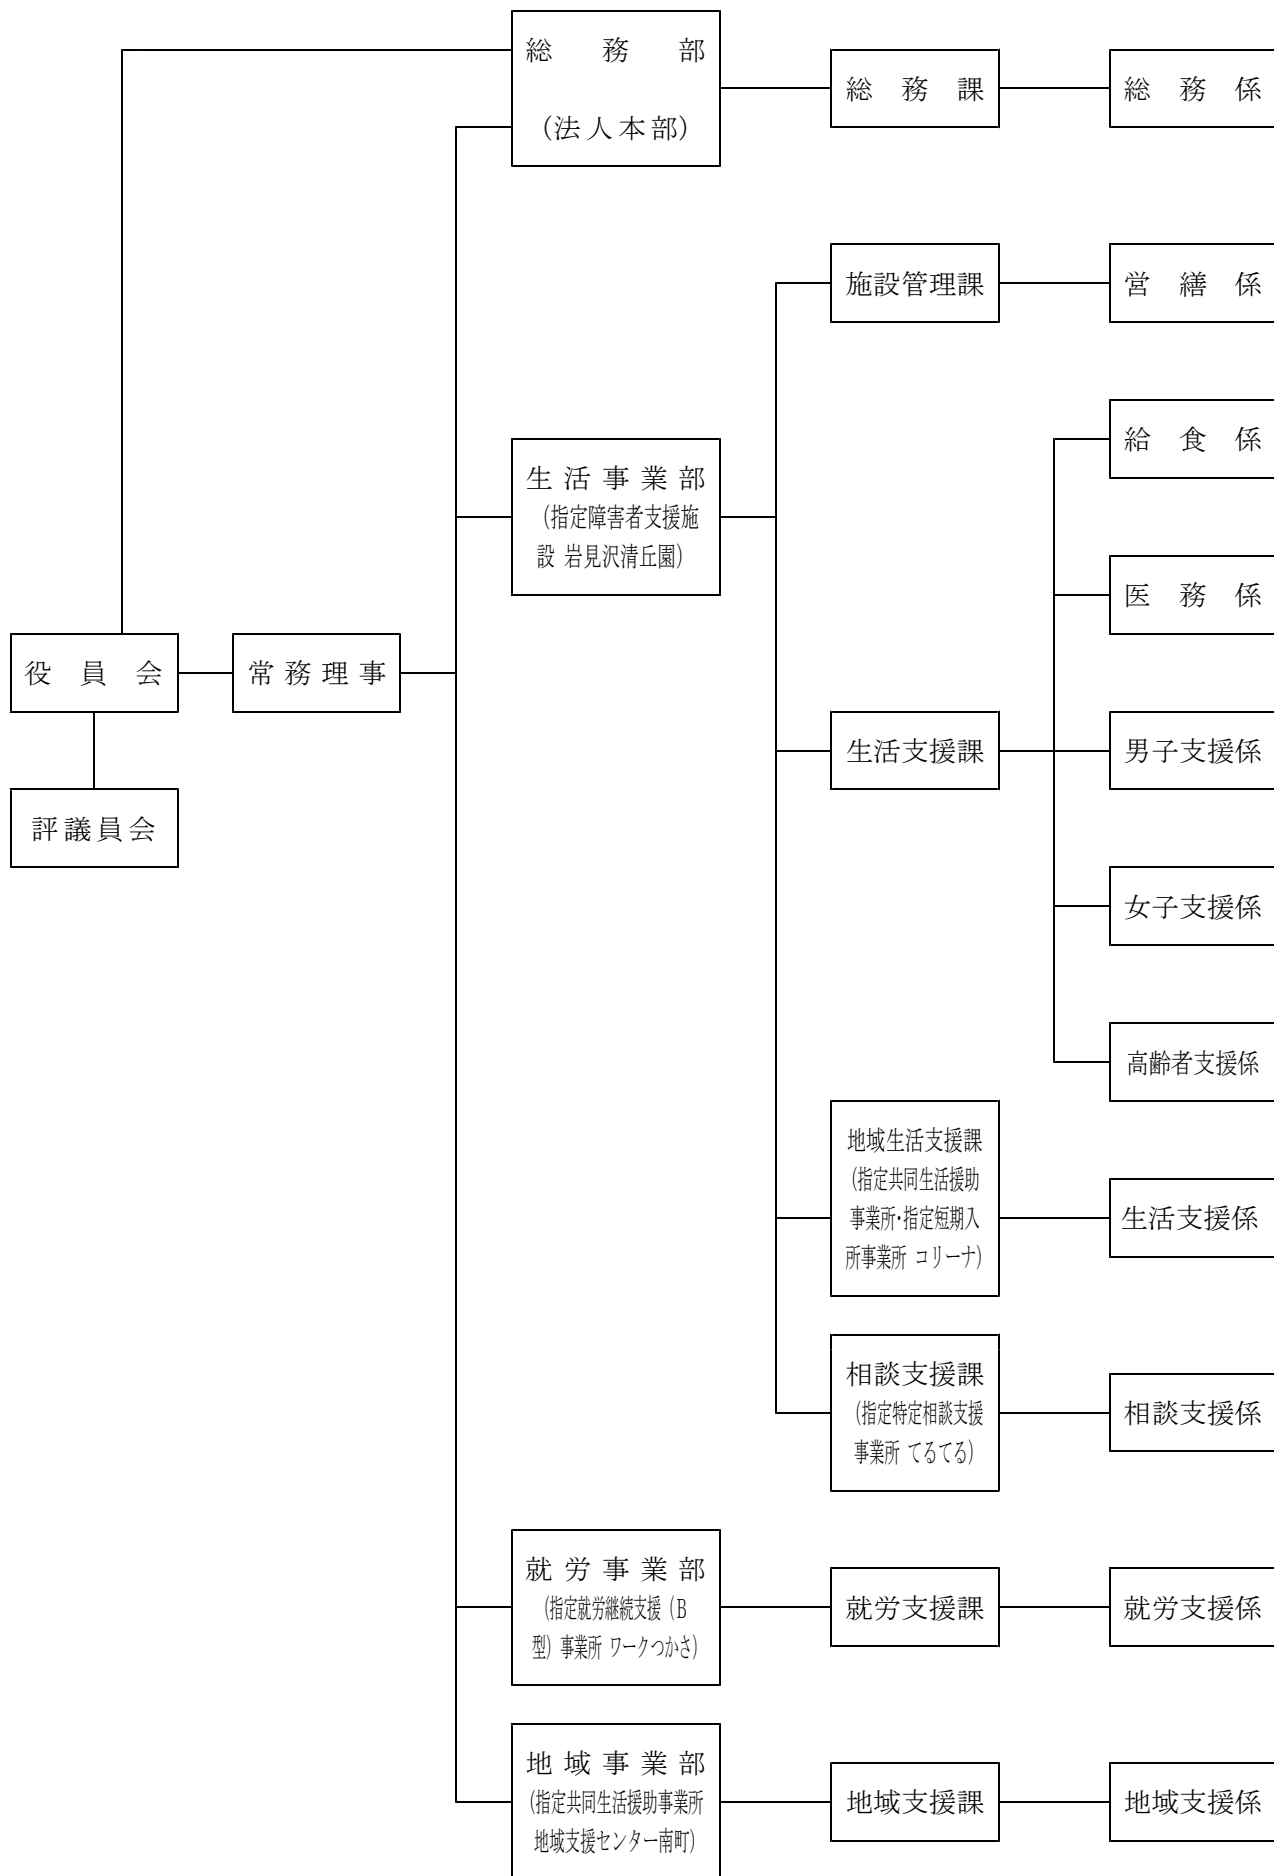 総務部
(法人本部)
総務課
総務係
施設管理課
営繕係
給食係
生活事業部
(指定障害者支援施
設 岩見沢清丘園)
医務係
役員会
常務理事
生活支援課
男子支援係
評議員会
女子支援係
高齢者支援係
地域生活支援課
(指定共同生活援助
事業所・指定短期入
所事業所 コリーナ)
生活支援係
相談支援課
(指定特定相談支援
事業所 てるてる)
相談支援係
就労事業部
(指定就労継続支援(B
型)事業所 ワークつかさ)
就労支援課
就労支援係
地域事業部
(指定共同生活援助事業所
地域支援センター南町)
地域支援課
地域支援係